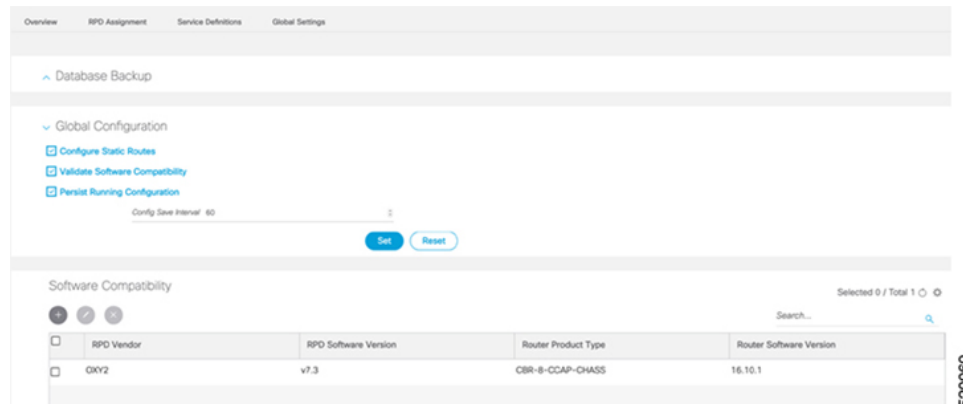 Overview RPD Assignment Service Definitions Global Settings
Database Backup
Global Configuration
Configure Static Routes
Validate Software Compatibility
Persist Running Configuration
Config Save Interval 60
Set Reset
Software Compatibility
Selected 0 / Total 1
Search...
RPD Vendor RPD Software Version Router Product Type Router Software Version
OXY2 v7.3 CBR-8-CCAP-CHASS 16.10.1